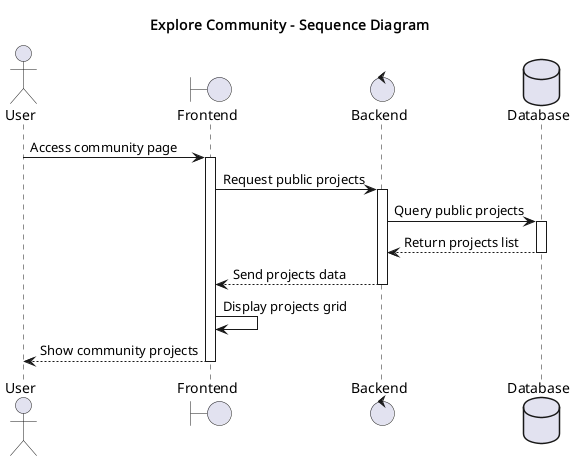 Explore Community - Sequence Diagram
User Frontend Backend Database
Access community page
Request public projects
Query public projects
Return projects list
Send projects data
Display projects grid
Show community projects
User Frontend Backend Database